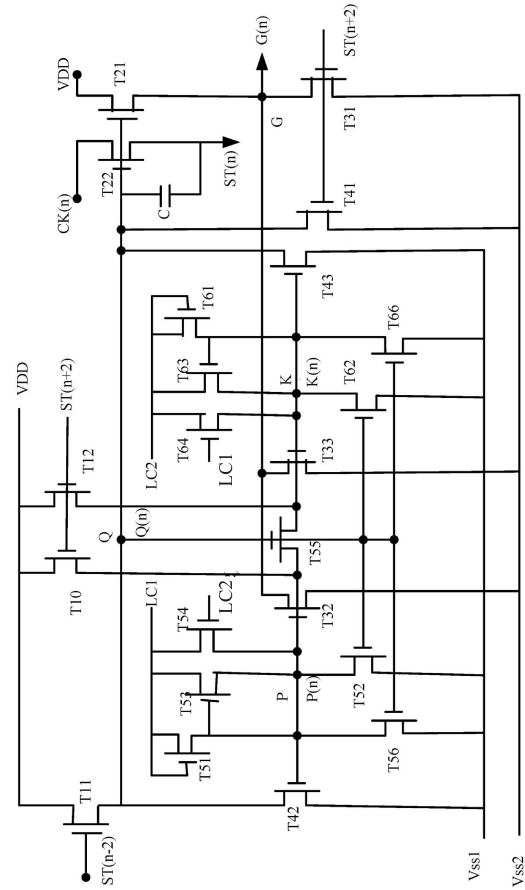 VDD
ST(n+2)
T11
T10
T12
ST(n-2)
CK(n)
VDD
T22
T21
C
ST(n)
Q
Q(n)
LC1
LC2
T51
T53
T54
LC2
T64
LC1
T63
T61
G(n)
G
T42
P
P(n)
T32
T55
T33
K
K(n)
T43
T41
T31
ST(n+2)
T56
T52
T62
T66
Vss1
Vss2